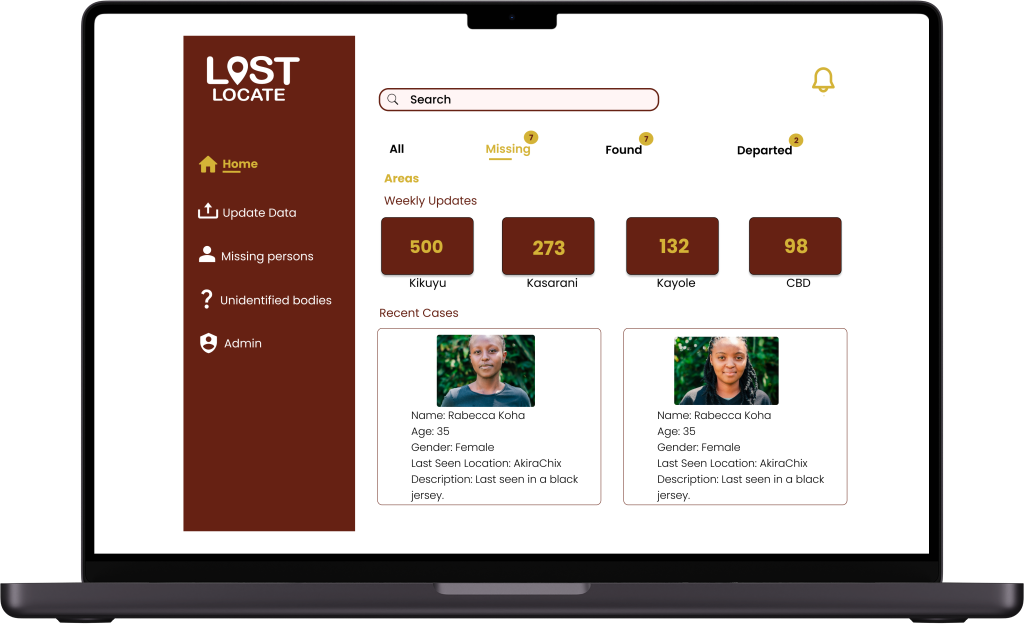 LOST
LOCATE
Home
Update Data
Missing persons
Unidentified bodies
Admin
Search
All
Missing 7
Found 7
Departed 2
Areas
Weekly Updates
500 273 132 98
Kikuyu Kasarani Kayole CBD
Recent Cases
Name: Rabecca Koha
Age: 35
Gender: Female
Last Seen Location: AkiraChix
Description: Last seen in a black
jersey.
Name: Rabecca Koha
Age: 35
Gender: Female
Last Seen Location: AkiraChix
Description: Last seen in a black
jersey.